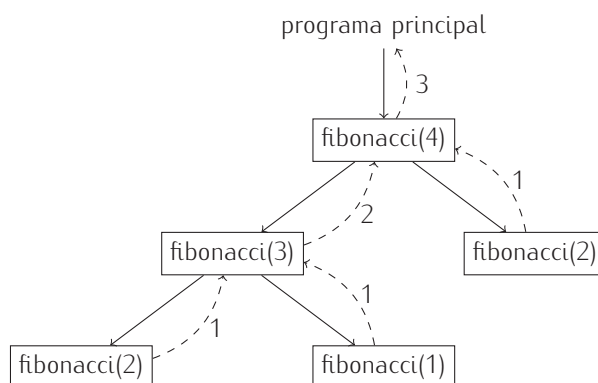 programa principal
3
fibonacci(4)
1
2
fibonacci(3)
fibonacci(2)
1
1
fibonacci(2)
fibonacci(1)